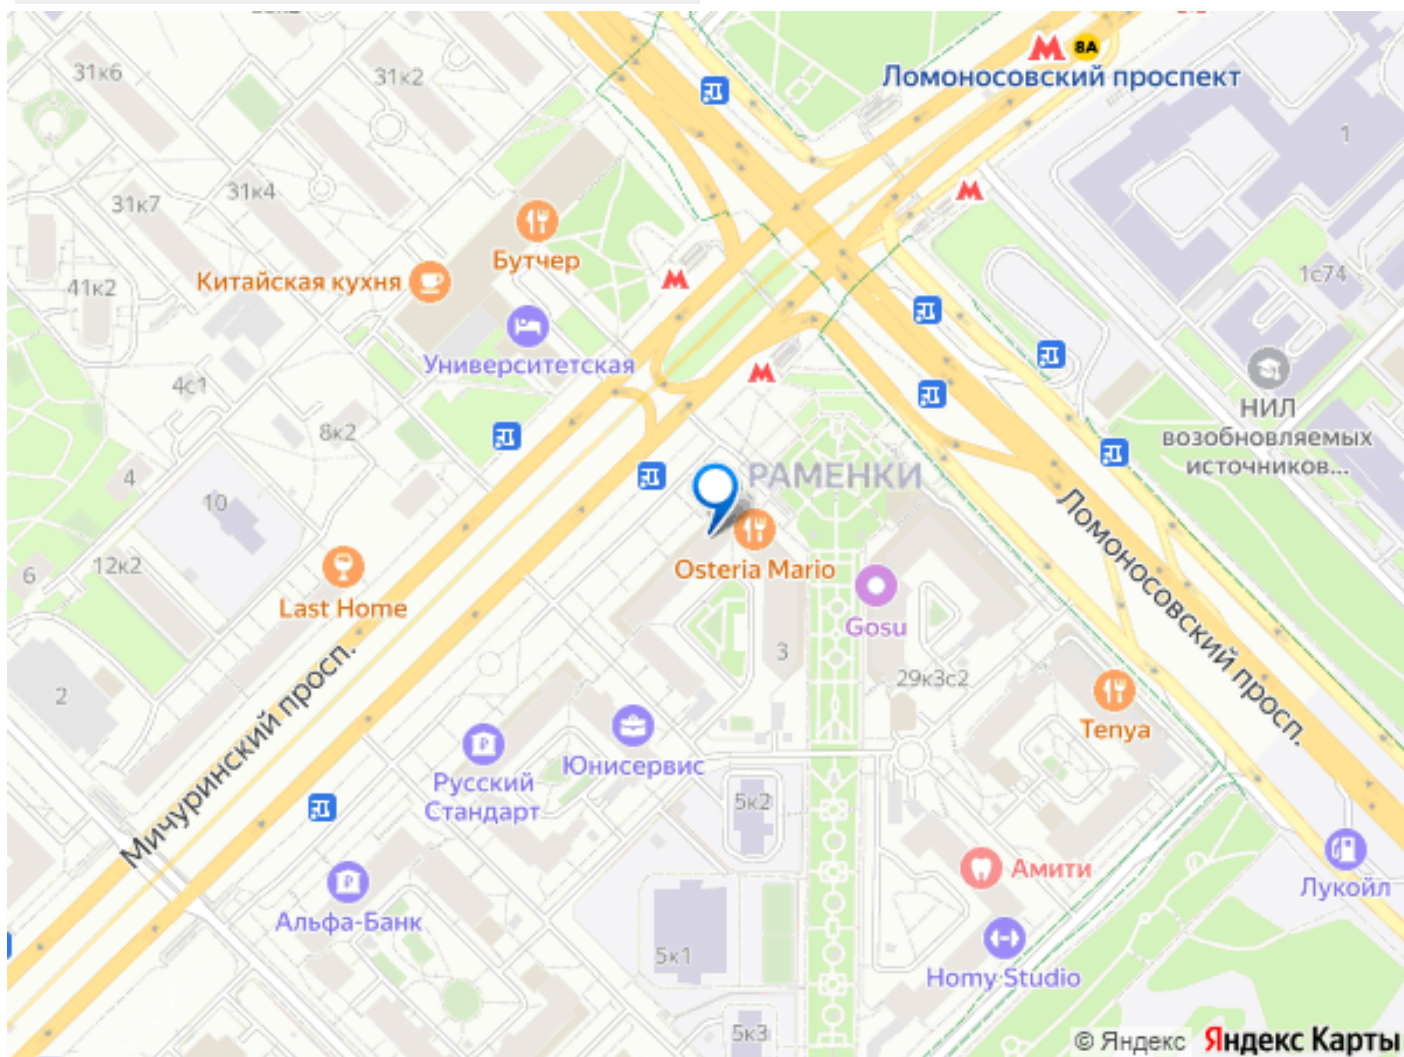 31к6
31к2
8А
Ломоносовский проспект
1
31к7
31к4
Бутчер
Китайская кухня
41к2
1с74
Университетская
4с1
НИЛ
возобновляемых
источников...
8к2
4
10
РАМЕНКИ
12к2
6
Last Home
Osteria Mario
Gosu
Ломоносовский просп.
3
29к3с2
2
Мичуринский просп.
Tenya
Русский
Стандарт
Юнисервис
5к2
Альфа-Банк
Амити
Лукойл
5к1
Homy Studio
5к3
© Яндекс Яндекс Карты